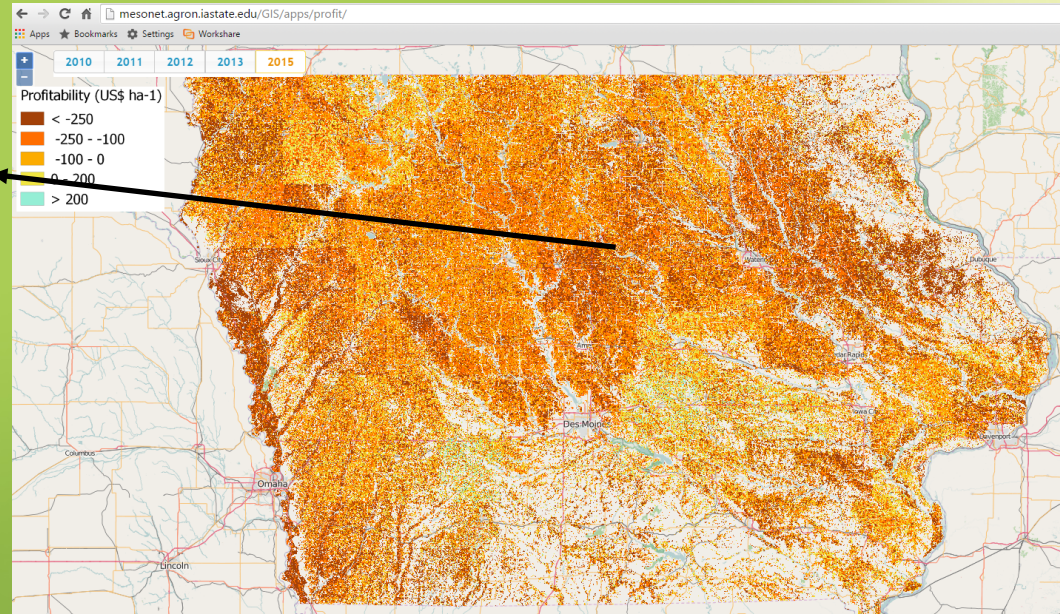 mesonet.agron.iastate.edu/GIS/apps/profit/
Apps Bookmarks Settings Workshare
+ 2010 2011 2012 2013 2015
−
Profitability (US$ ha-1)
< -250
-250 - -100
-100 - 0
0 - 200
> 200
Sioux City
Waterloo
Dubuque
Ames
Cedar Rapids
Iowa City
Des Moines
Davenport
Columbus
Omaha
Lincoln